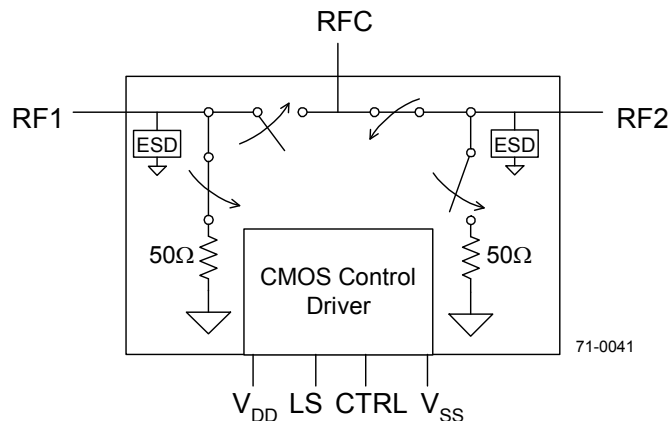 RFC
RF1
RF2
ESD
ESD
50Ω
50Ω
CMOS Control
Driver
71-0041
VDD LS CTRL VSS